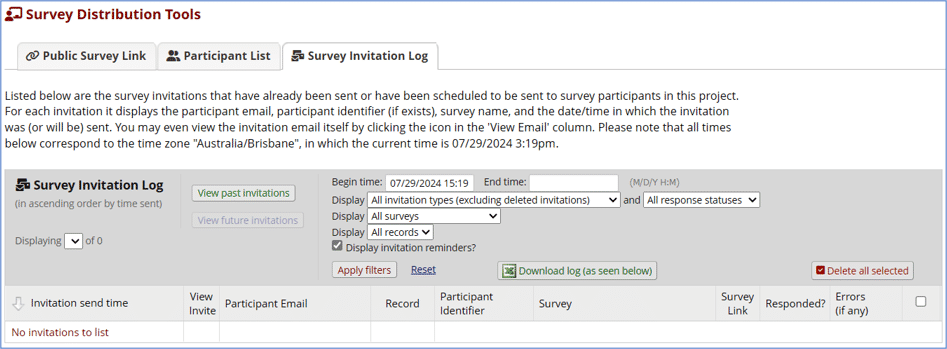 Survey Distribution Tools
Public Survey Link
Participant List
Survey Invitation Log
Listed below are the survey invitations that have already been sent or have been scheduled to be sent to survey participants in this project.
For each invitation it displays the participant email, participant identifier (if exists), survey name, and the date/time in which the invitation
was (or will be) sent. You may even view the invitation email itself by clicking the icon in the 'View Email' column. Please note that all times
below correspond to the time zone "Australia/Brisbane", in which the current time is 07/29/2024 3:19pm.
Survey Invitation Log
(in ascending order by time sent)
Displaying of 0
View past invitations
View future invitations
Begin time: 07/29/2024 15:19 End time: (M/D/Y H:M)
Display All invitation types (excluding deleted invitations) and All response statuses
Display All surveys
Display All records
Display invitation reminders?
Apply filters Reset Download log (as seen below) Delete all selected
Invitation send time
View
Invite
Participant Email
Record
Participant
Identifier
Survey
Survey
Link
Responded?
Errors
(if any)
No invitations to list